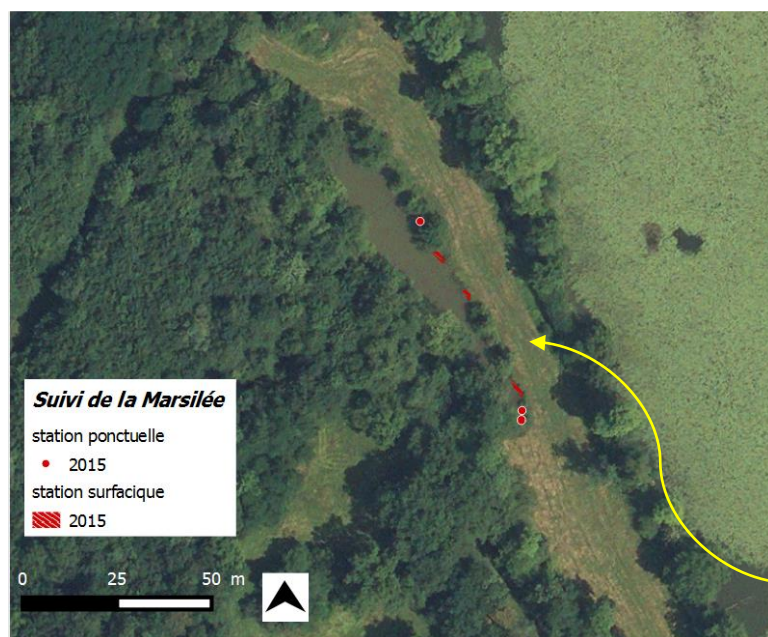 Suivi de la Marsilée
station ponctuelle
2015
station surfacique
2015
0 25 50 m